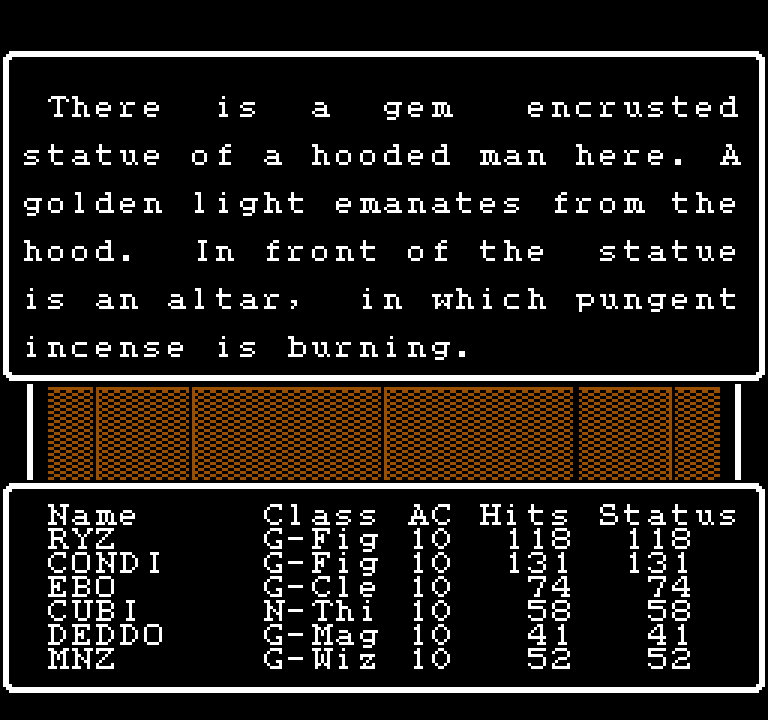 There is a gem encrusted
statue of a hooded man here. A
golden light emanates from the
hood. In front of the statue
is an altar, in which pungent
incense is burning.
Name Class AC Hits Status
RYZ G-Fig 10 118 118
CONDI G-Fig 10 131 131
EBO G-Cle 10 74 74
CUBI N-Thi 10 58 58
DEDDO G-Mag 10 41 41
MNZ G-Wiz 10 52 52